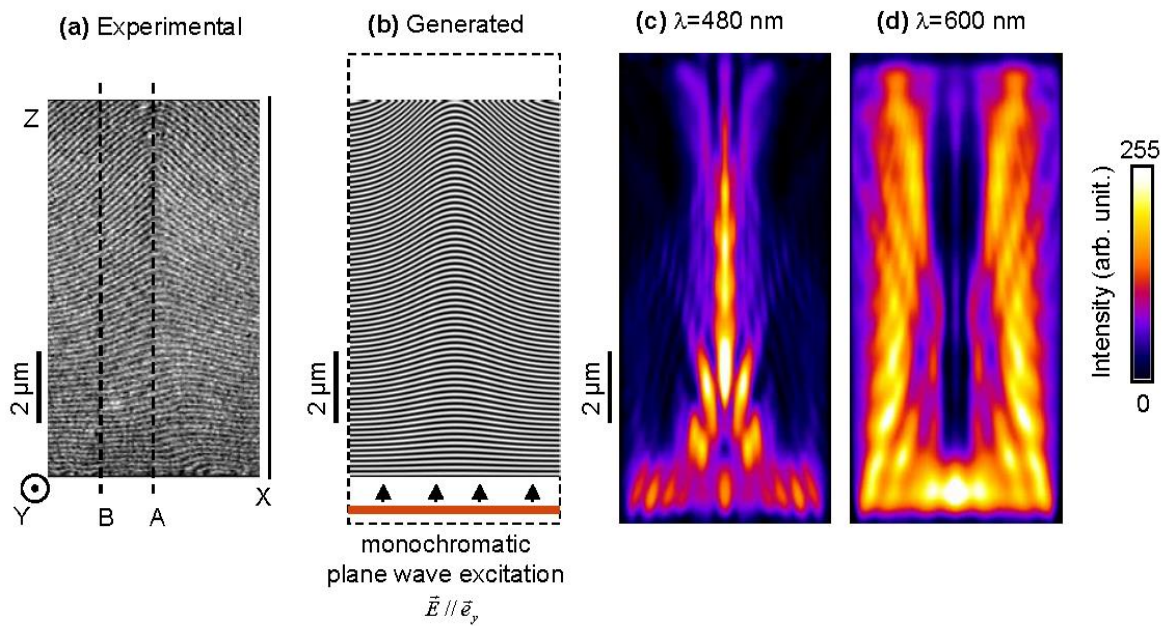 (a) Experimental
(b) Generated
(c) λ=480 nm
(d) λ=600 nm
Z
2 µm
Y
B
A
X
2 µm
monochromatic
plane wave excitation
E⃗ // e⃗y
2 µm
Intensity (arb. unit.)
255
0